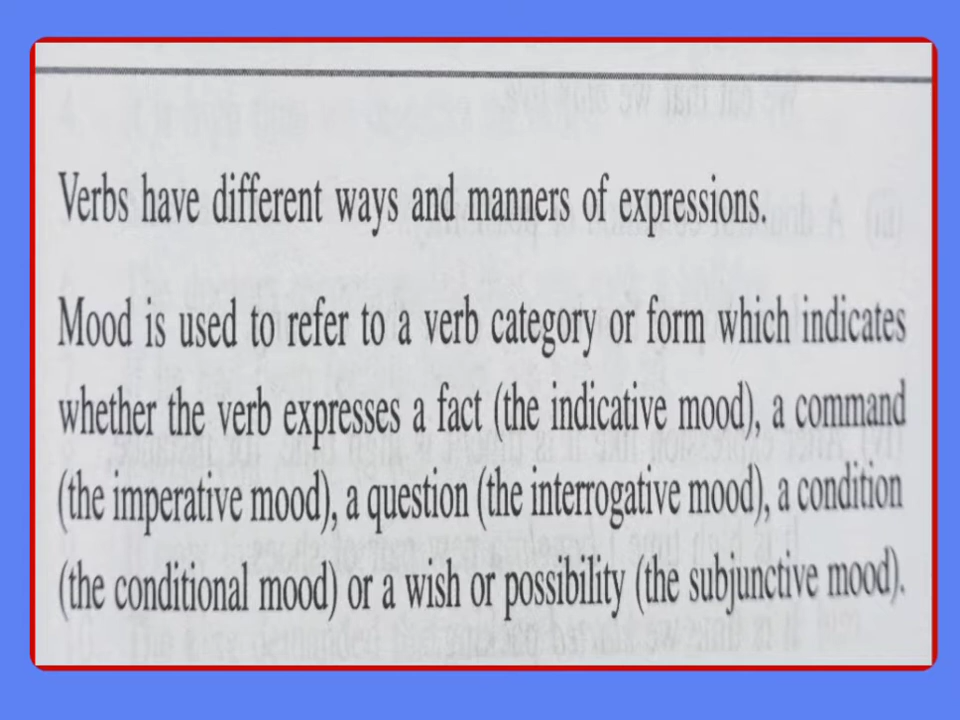 Verbs have different ways and manners of expressions.
Mood is used to refer to a verb category or form which indicates
whether the verb expresses a fact (the indicative mood), a command
(the imperative mood), a question (the interrogative mood), a condition
(the conditional mood) or a wish or possibility (the subjunctive mood).